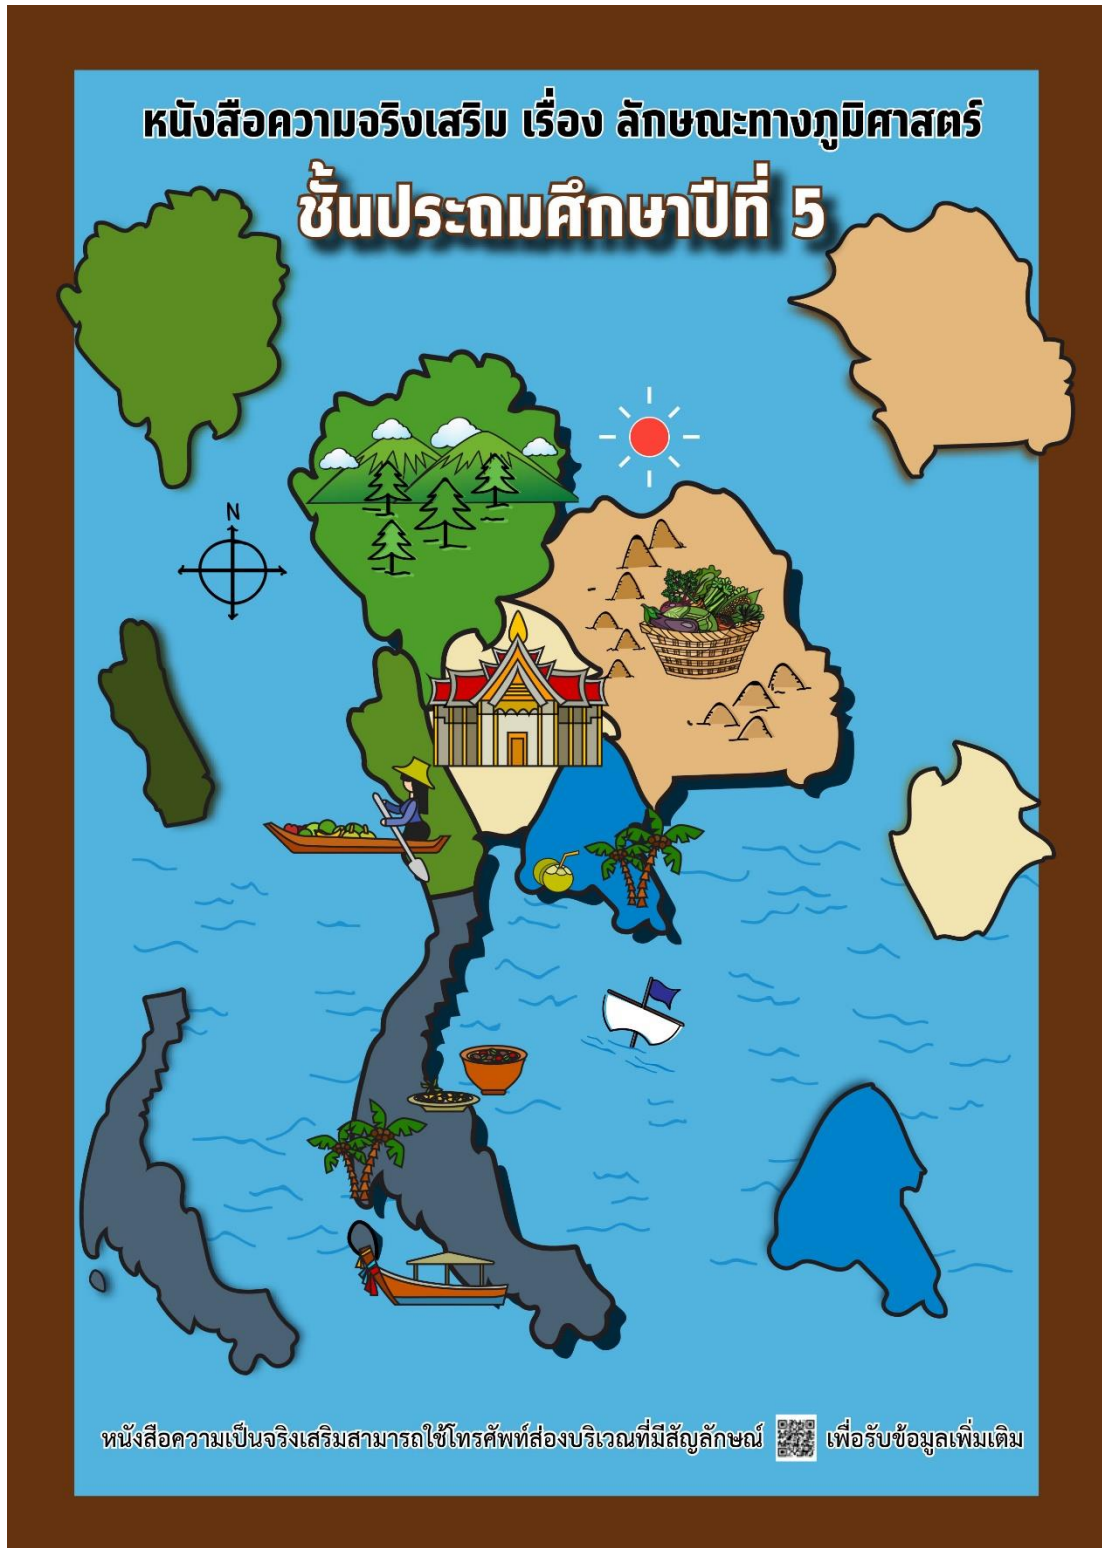 หนังสือความจริงเสริม เรื่อง ลักษณะทางภูมิศาสตร์
ชั้นประถมศึกษาปีที่ 5
N
หนังสือความเป็นจริงเสริมสามารถใช้โทรศัพท์ส่องบริเวณที่มีสัญลักษณ์ เพื่อรับข้อมูลเพิ่มเติม